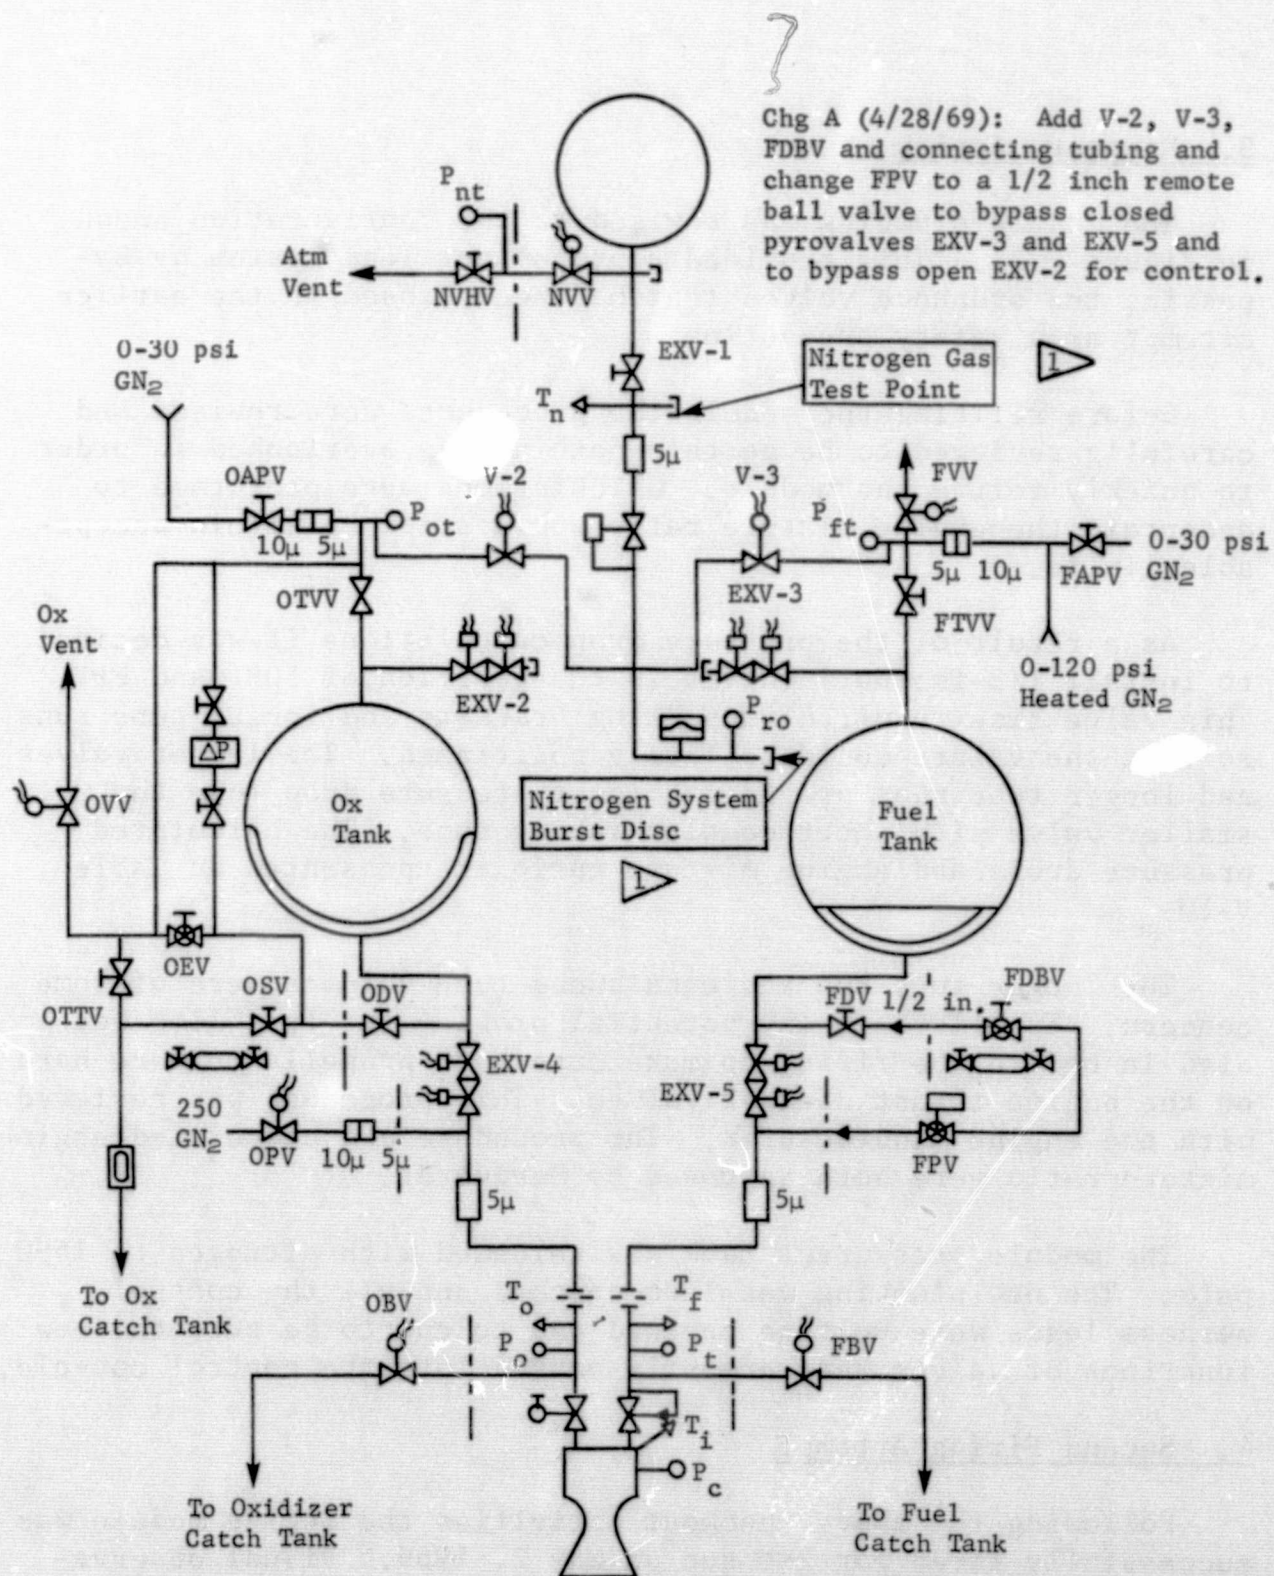 Chg A (4/28/69): Add V-2, V-3,
FDBV and connecting tubing and
change FPV to a 1/2 inch remote
ball valve to bypass closed
pyrovalves EXV-3 and EXV-5 and
to bypass open EXV-2 for control.
Pnt
Atm
Vent
NVHV
NVV
0-30 psi
GN2
EXV-1
Nitrogen Gas
Test Point
1
Tn
5μ
OAPV
10μ 5μ
Pot
V-2
V-3
Pft
FVV
5μ 10μ
FAPV
0-30 psi
GN2
OTVV
EXV-3
FTVV
Ox
Vent
EXV-2
Pro
0-120 psi
Heated GN2
ΔP
OVV
Ox
Tank
Nitrogen System
Burst Disc
1
Fuel
Tank
OEV
OTTV
OSV
ODV
FDV
1/2 in.
FDBV
EXV-4
EXV-5
250
GN2
OPV
10μ 5μ
FPV
5μ
5μ
To Ox
Catch Tank
OBV
To
Tf
Po
Pt
FBV
Ti
Pc
To Oxidizer
Catch Tank
To Fuel
Catch Tank